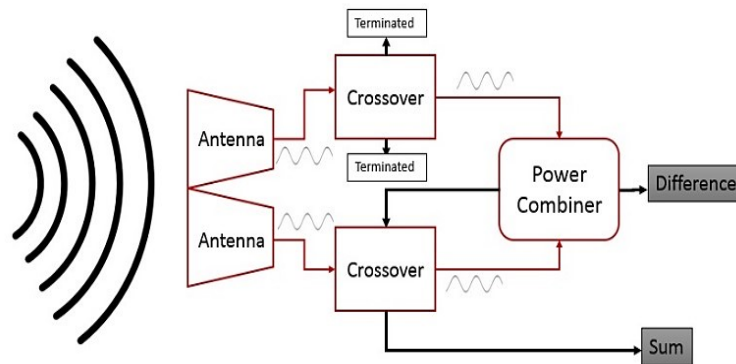 Terminated
Crossover
Antenna
Terminated
Power
Combiner
Difference
Antenna
Crossover
Sum